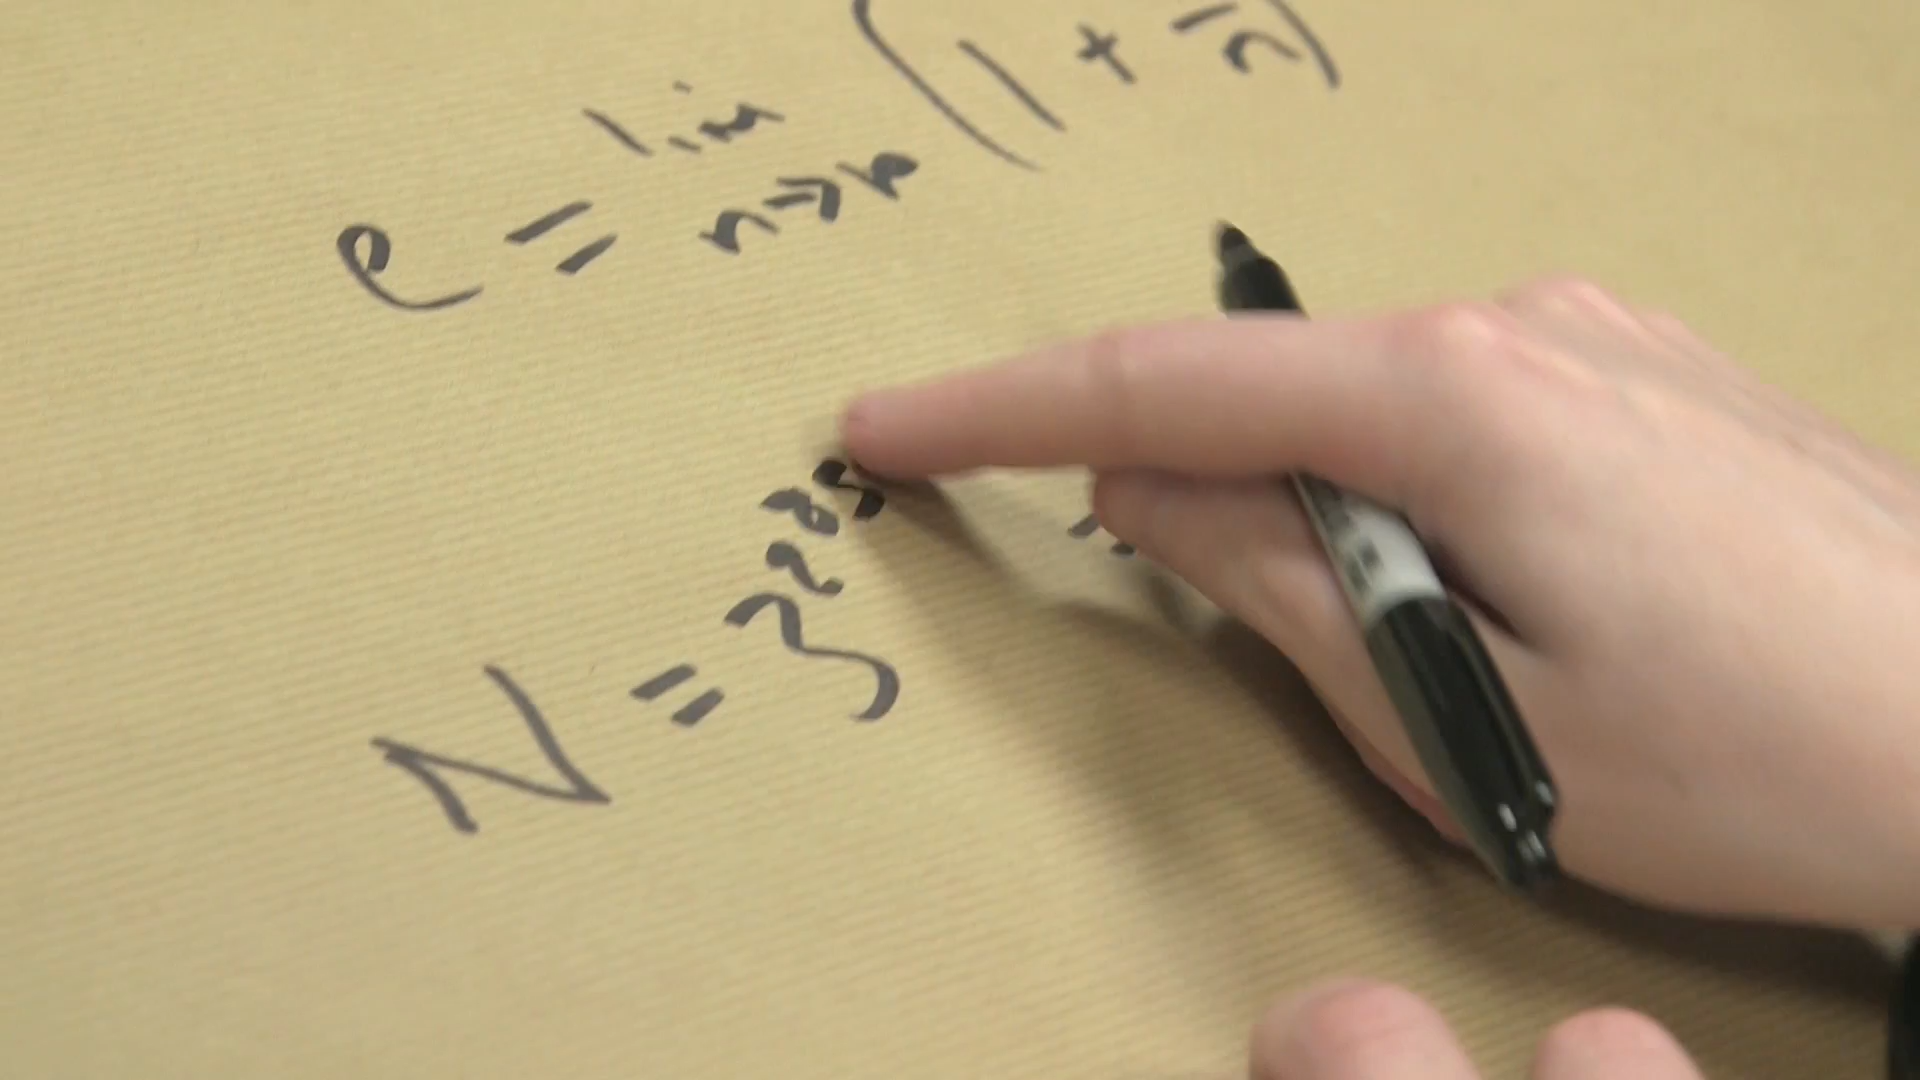 e = lim n→∞ (1 + 1/n)
N = 3^2^85 =